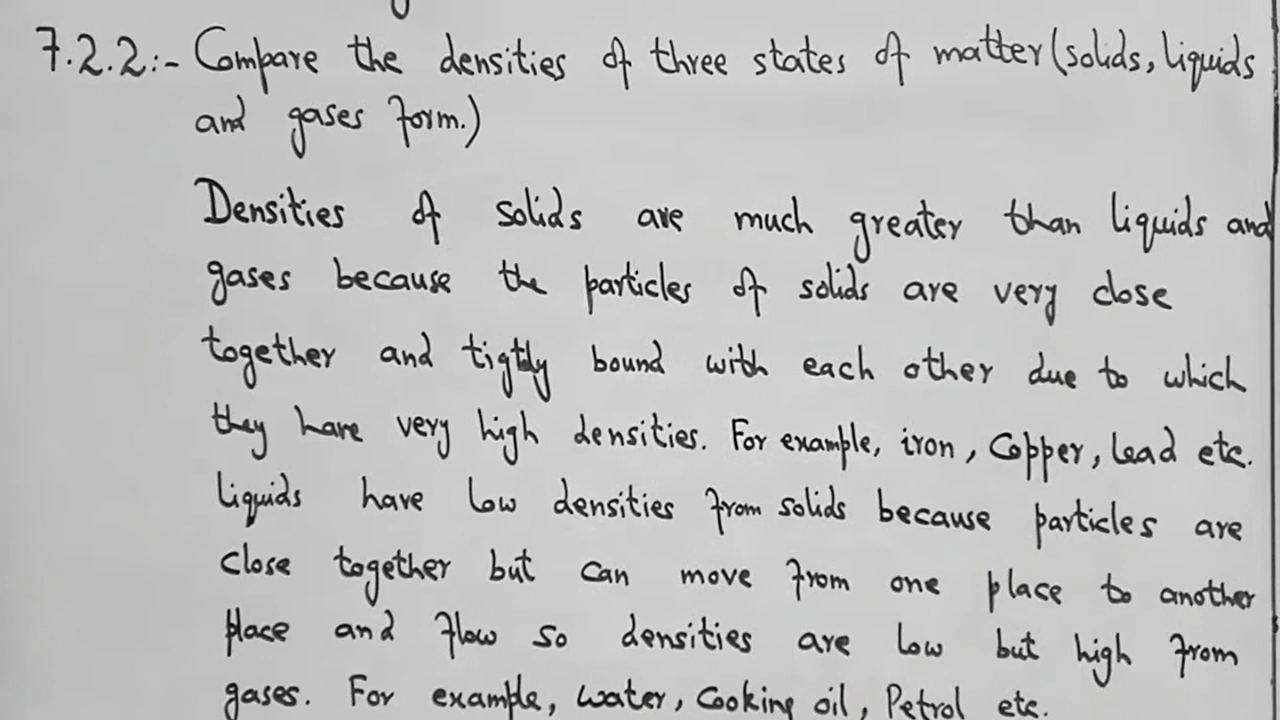 7.2.2:- Compare the densities of three states of matter(solids, liquids
and gases form.)
Densities of solids are much greater than liquids and
gases because the particles of solids are very close
together and tigtly bound with each other due to which
they have very high densities. For example, iron, Copper, lead etc.
liquids have low densities from solids because particles are
close together but can move from one place to another
place and flow so densities are low but high from
gases. For example, water, Cooking oil, Petrol etc.